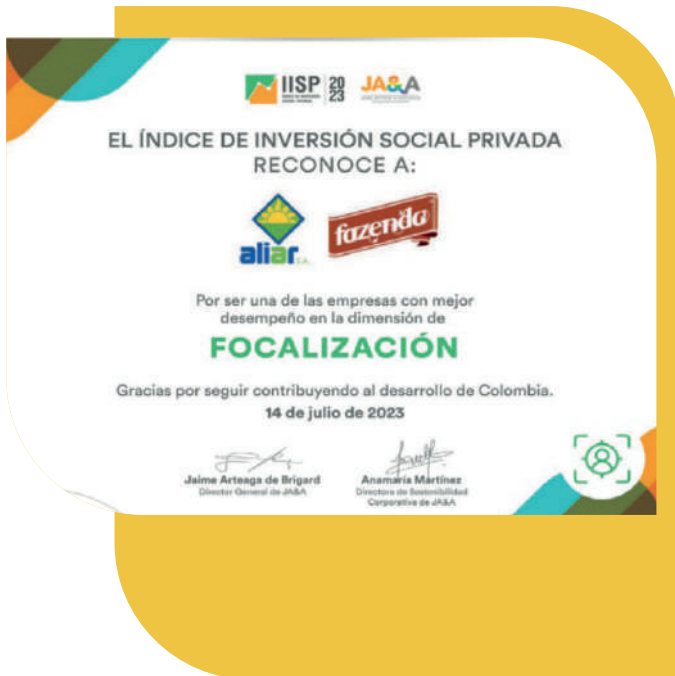 IISP 20 23 JA&A
EL ÍNDICE DE INVERSIÓN SOCIAL PRIVADA
RECONOCE A:
aliar S.A. fazenda
Por ser una de las empresas con mejor
desempeño en la dimensión de
FOCALIZACIÓN
Gracias por seguir contribuyendo al desarrollo de Colombia.
14 de julio de 2023
Jaime Arteaga de Brigard Anamaría Martínez
Director General de JA&A Directora de Sostenibilidad
Corporativa de JA&A